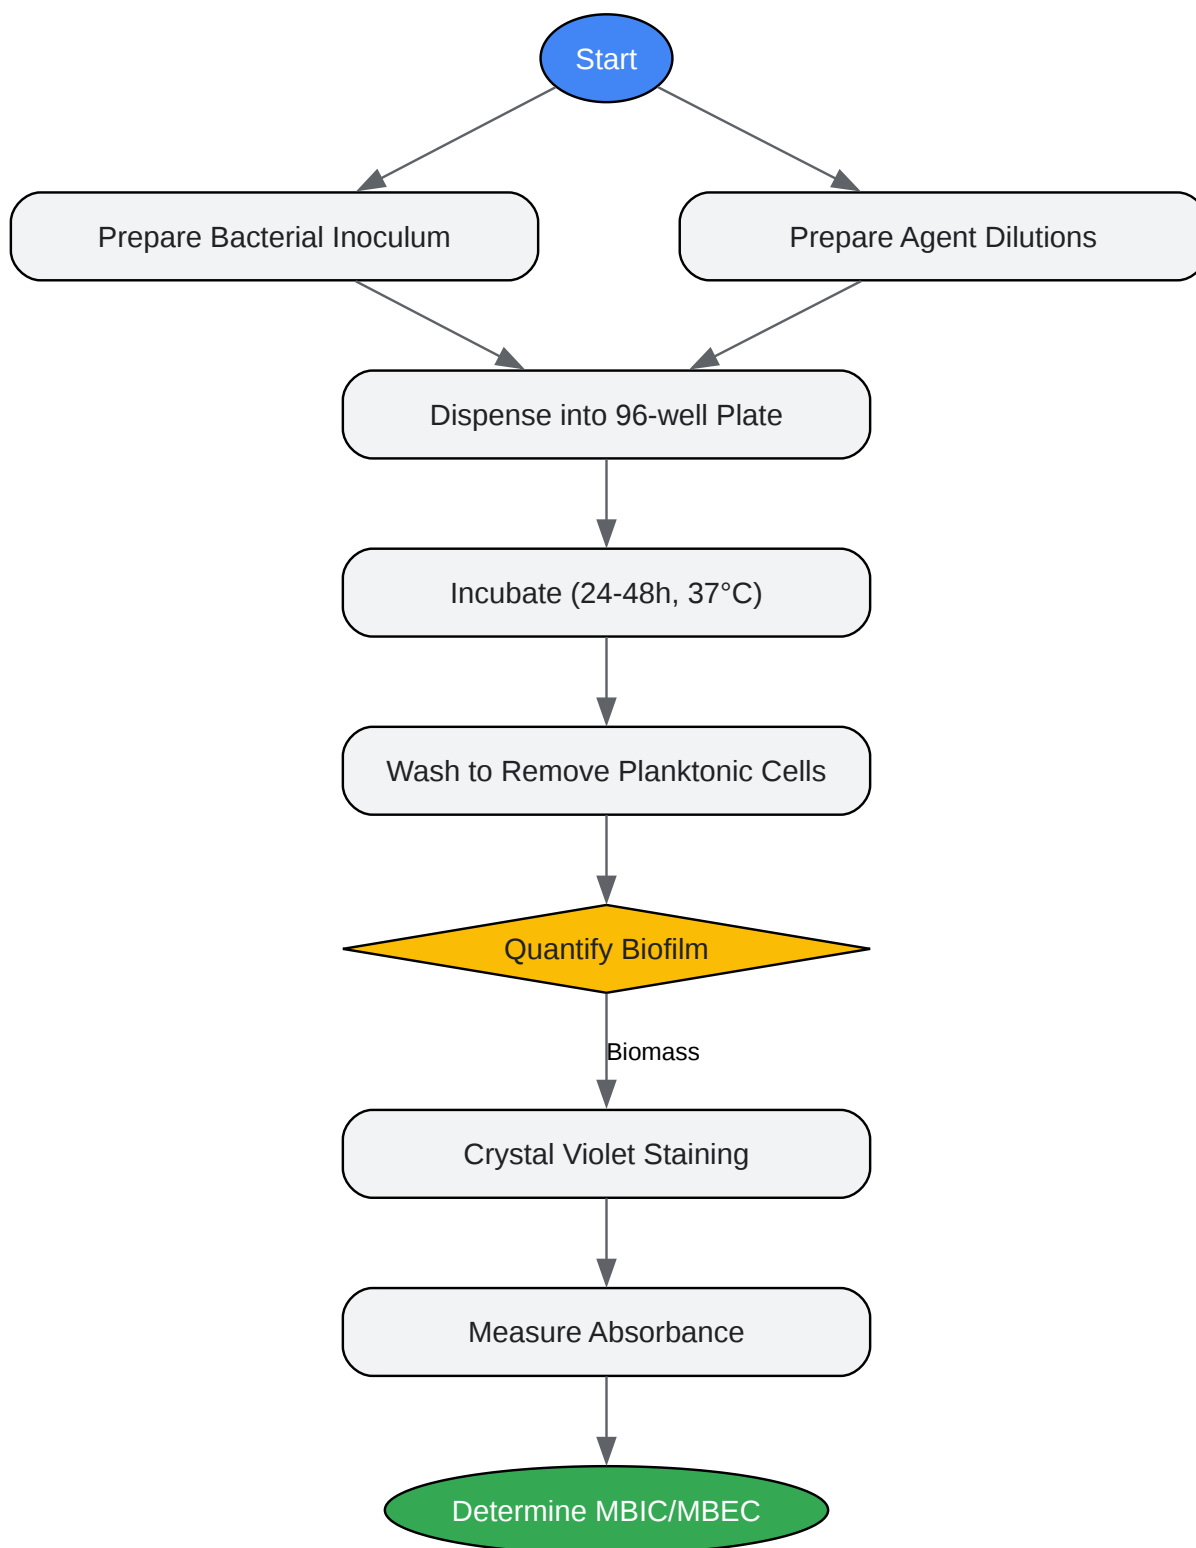 Start
Prepare Bacterial Inoculum
Prepare Agent Dilutions
Dispense into 96-well Plate
Incubate (24-48h, 37°C)
Wash to Remove Planktonic Cells
Quantify Biofilm
Biomass
Crystal Violet Staining
Measure Absorbance
Determine MBIC/MBEC